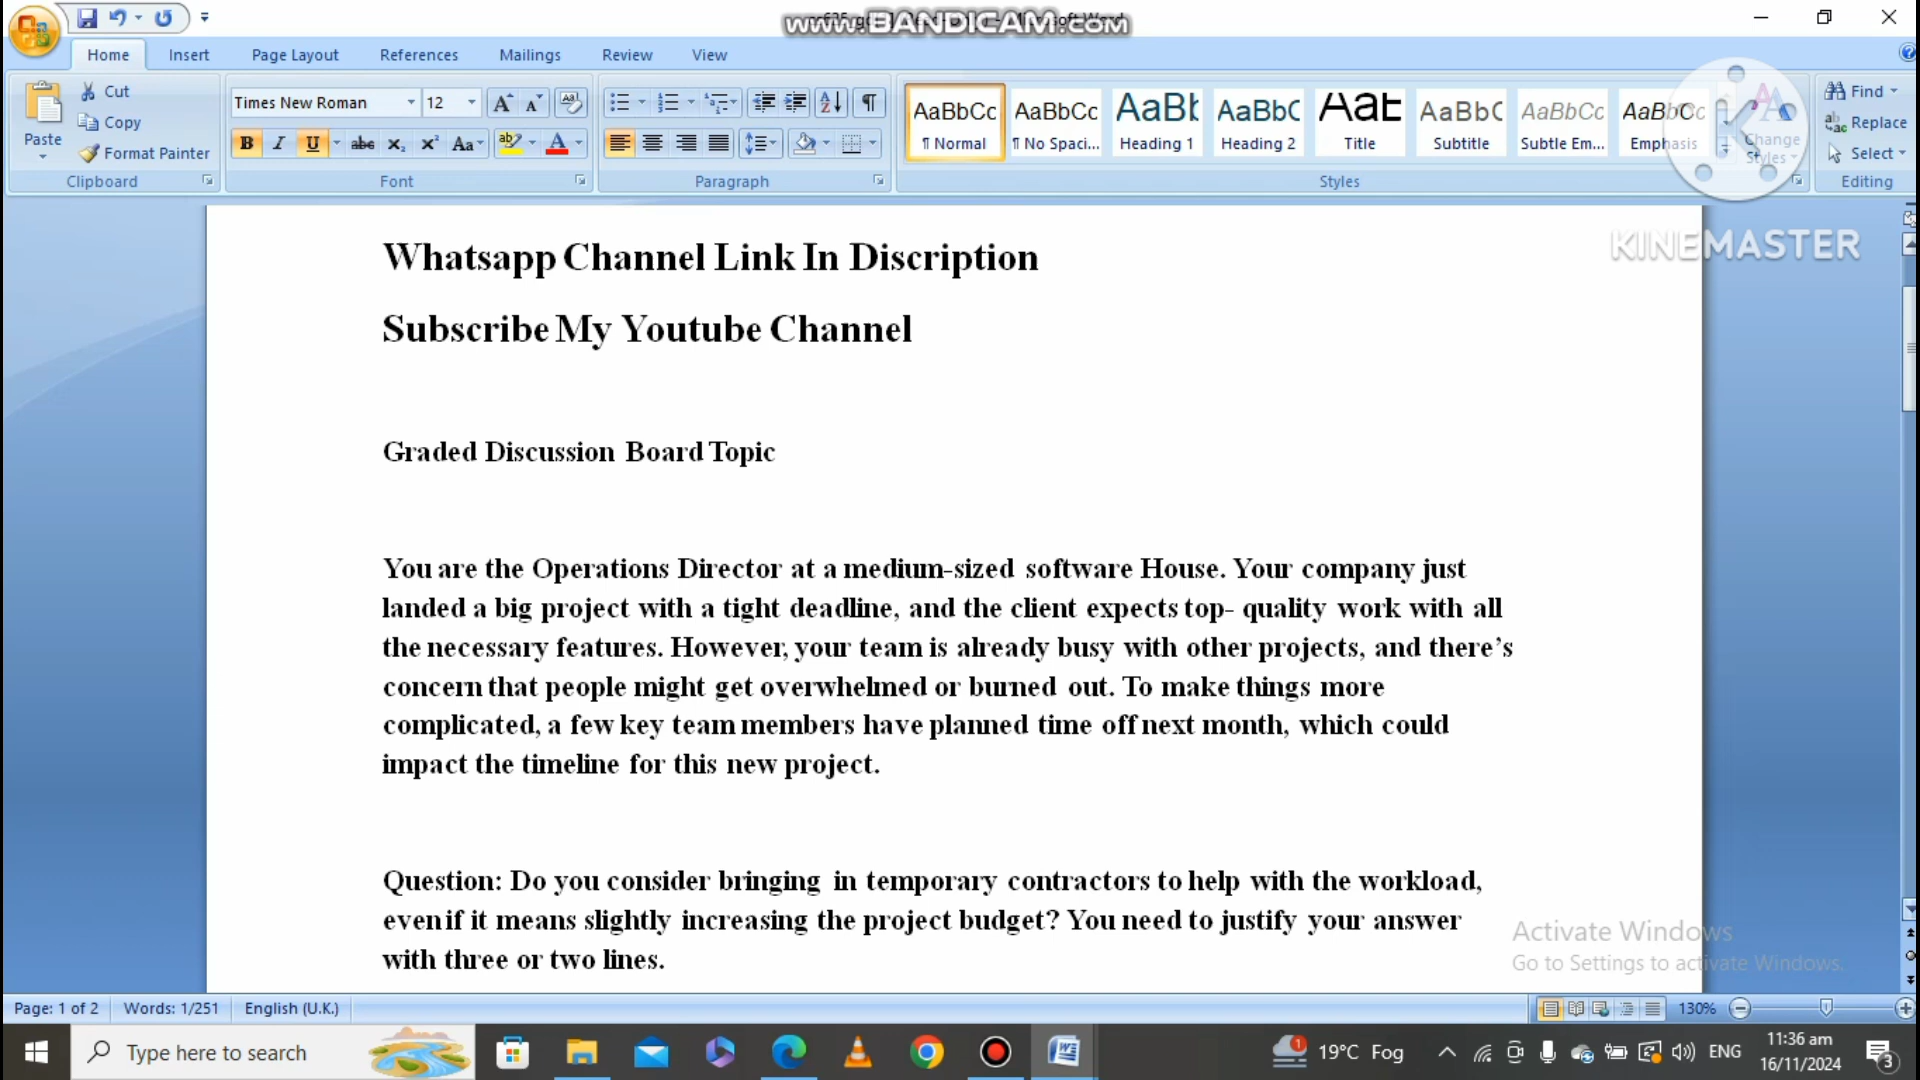 www.BANDICAM.com
Home Insert Page Layout References Mailings Review View
Paste
Cut
Copy
Format Painter
Clipboard
Times New Roman 12
Font
Paragraph
AaBbCc AaBbCc AaBb AaBbC AaB AaBbC AaBbCc AaBbCc
¶ Normal ¶ No Spaci... Heading 1 Heading 2 Title Subtitle Subtle Em... Emphasis
Change
Styles
Styles
Find
Replace
Select
Editing
KINEMASTER
Whatsapp Channel Link In Discription
Subscribe My Youtube Channel
Graded Discussion Board Topic
You are the Operations Director at a medium-sized software House. Your company just
landed a big project with a tight deadline, and the client expects top- quality work with all
the necessary features. However, your team is already busy with other projects, and there’s
concern that people might get overwhelmed or burned out. To make things more
complicated, a few key team members have planned time off next month, which could
impact the timeline for this new project.
Question: Do you consider bringing in temporary contractors to help with the workload,
even if it means slightly increasing the project budget? You need to justify your answer
with three or two lines.
Activate Windows
Go to Settings to activate Windows.
Page: 1 of 2 Words: 1/251 English (U.K.) 130%
Type here to search
19°C Fog
ENG
11:36 am
16/11/2024
3